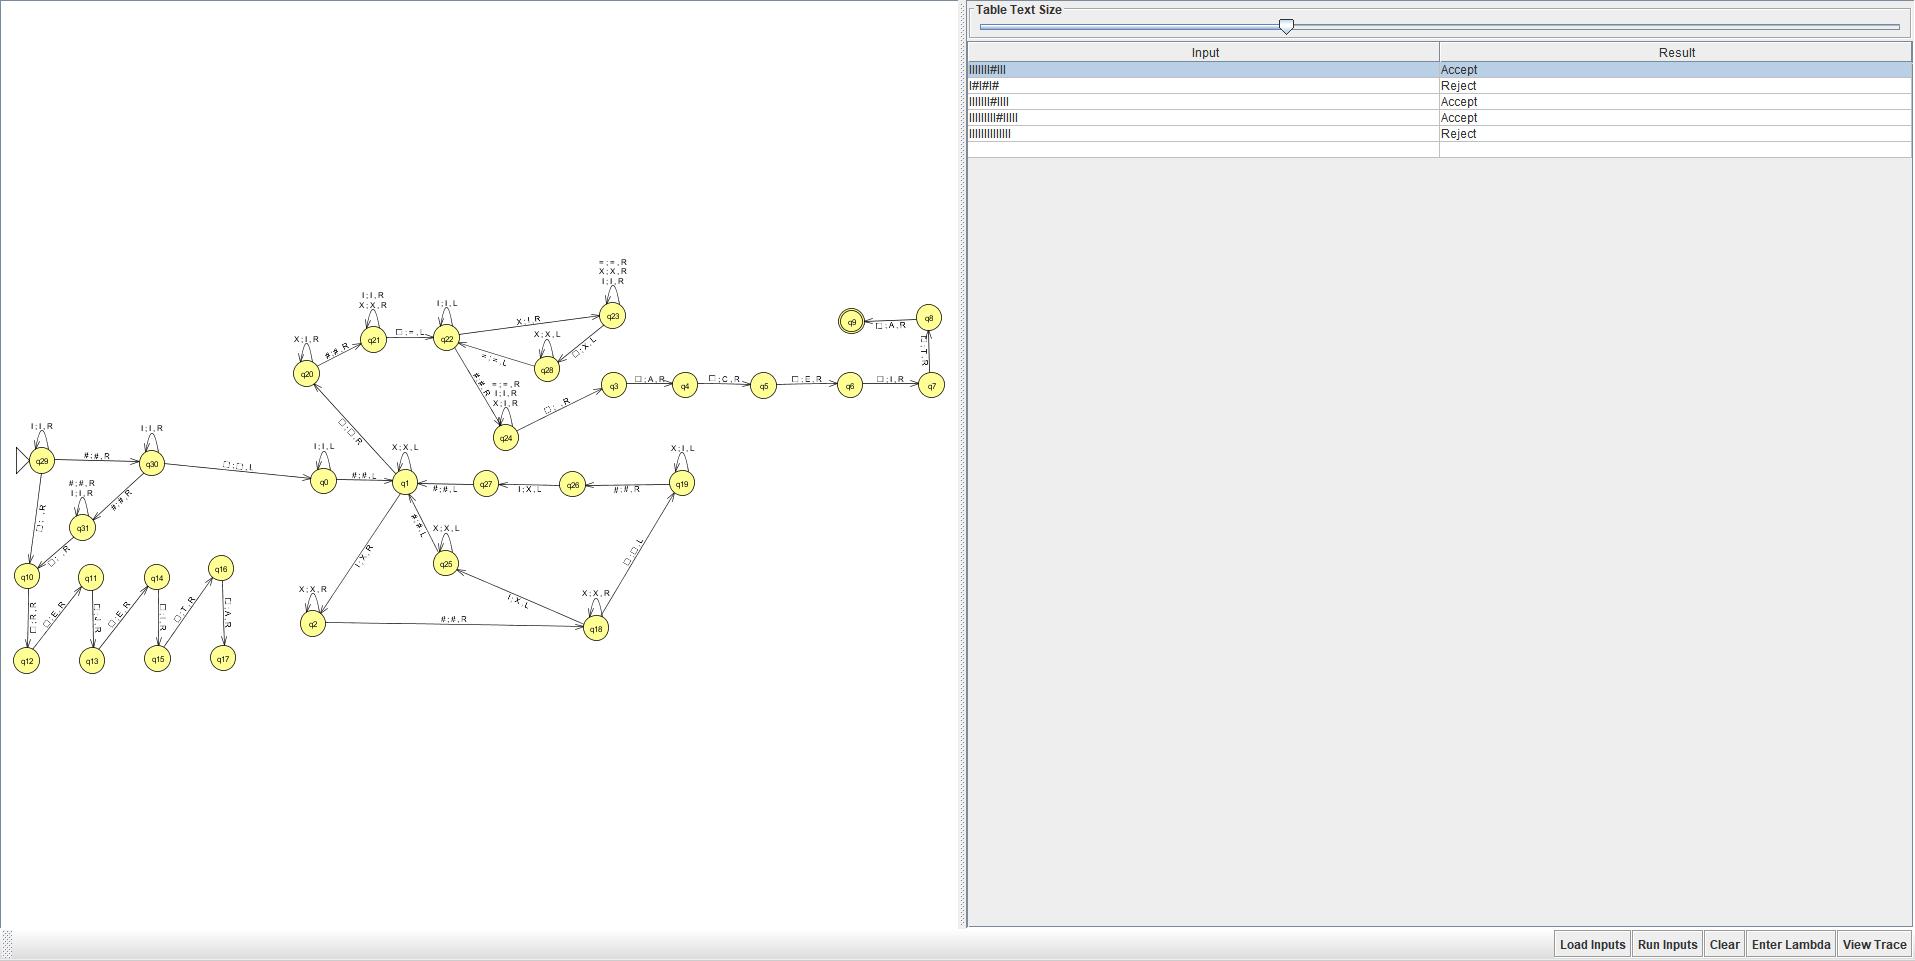 Table Text Size
Input Result
IIIIIII#III Accept
I#I#I# Reject
IIIIIII#IIII Accept
IIIIIIIII#IIIII Accept
IIIIIIIIIIIIII Reject
= ; = , R
X ; X , R
I ; I , R
q23
I ; I , R
X ; X , R
q21
□ ; = , L
I ; I , L
q22
X ; I , R
X ; X , L
q28
□ ; X , L
= ; = , L
X ; I , R
q20
# ; # , R
# ; # , R
= ; = , R
I ; I , R
X ; I , R
q24
□ ; , R
q3
□ ; A , R
q4
□ ; C , R
q5
□ ; E , R
q6
□ ; I , R
q7
□ ; T , R
q8
□ ; A , R
q9
□ ; □ , R
I ; I , R
q29
# ; # , R
I ; I , R
q30
□ ; □ , L
I ; I , L
q0
# ; # , L
X ; X , L
q1
# ; # , L
q27
I ; X , L
q26
# ; # , R
X ; I , L
q19
# ; # , R
I ; I , R
q31
# ; # , R
□ ; , R
□ ; , R
# ; # , L
X ; X , L
q25
I ; X , R
I ; X , L
□ ; □ , L
X ; X , R
q2
# ; # , R
X ; X , R
q18
q10
q11
q14
q16
□ ; R , R
□ ; E , R
□ ; J , R
□ ; E , R
□ ; I , R
□ ; T , R
□ ; A , R
q12
q13
q15
q17
Load Inputs Run Inputs Clear Enter Lambda View Trace